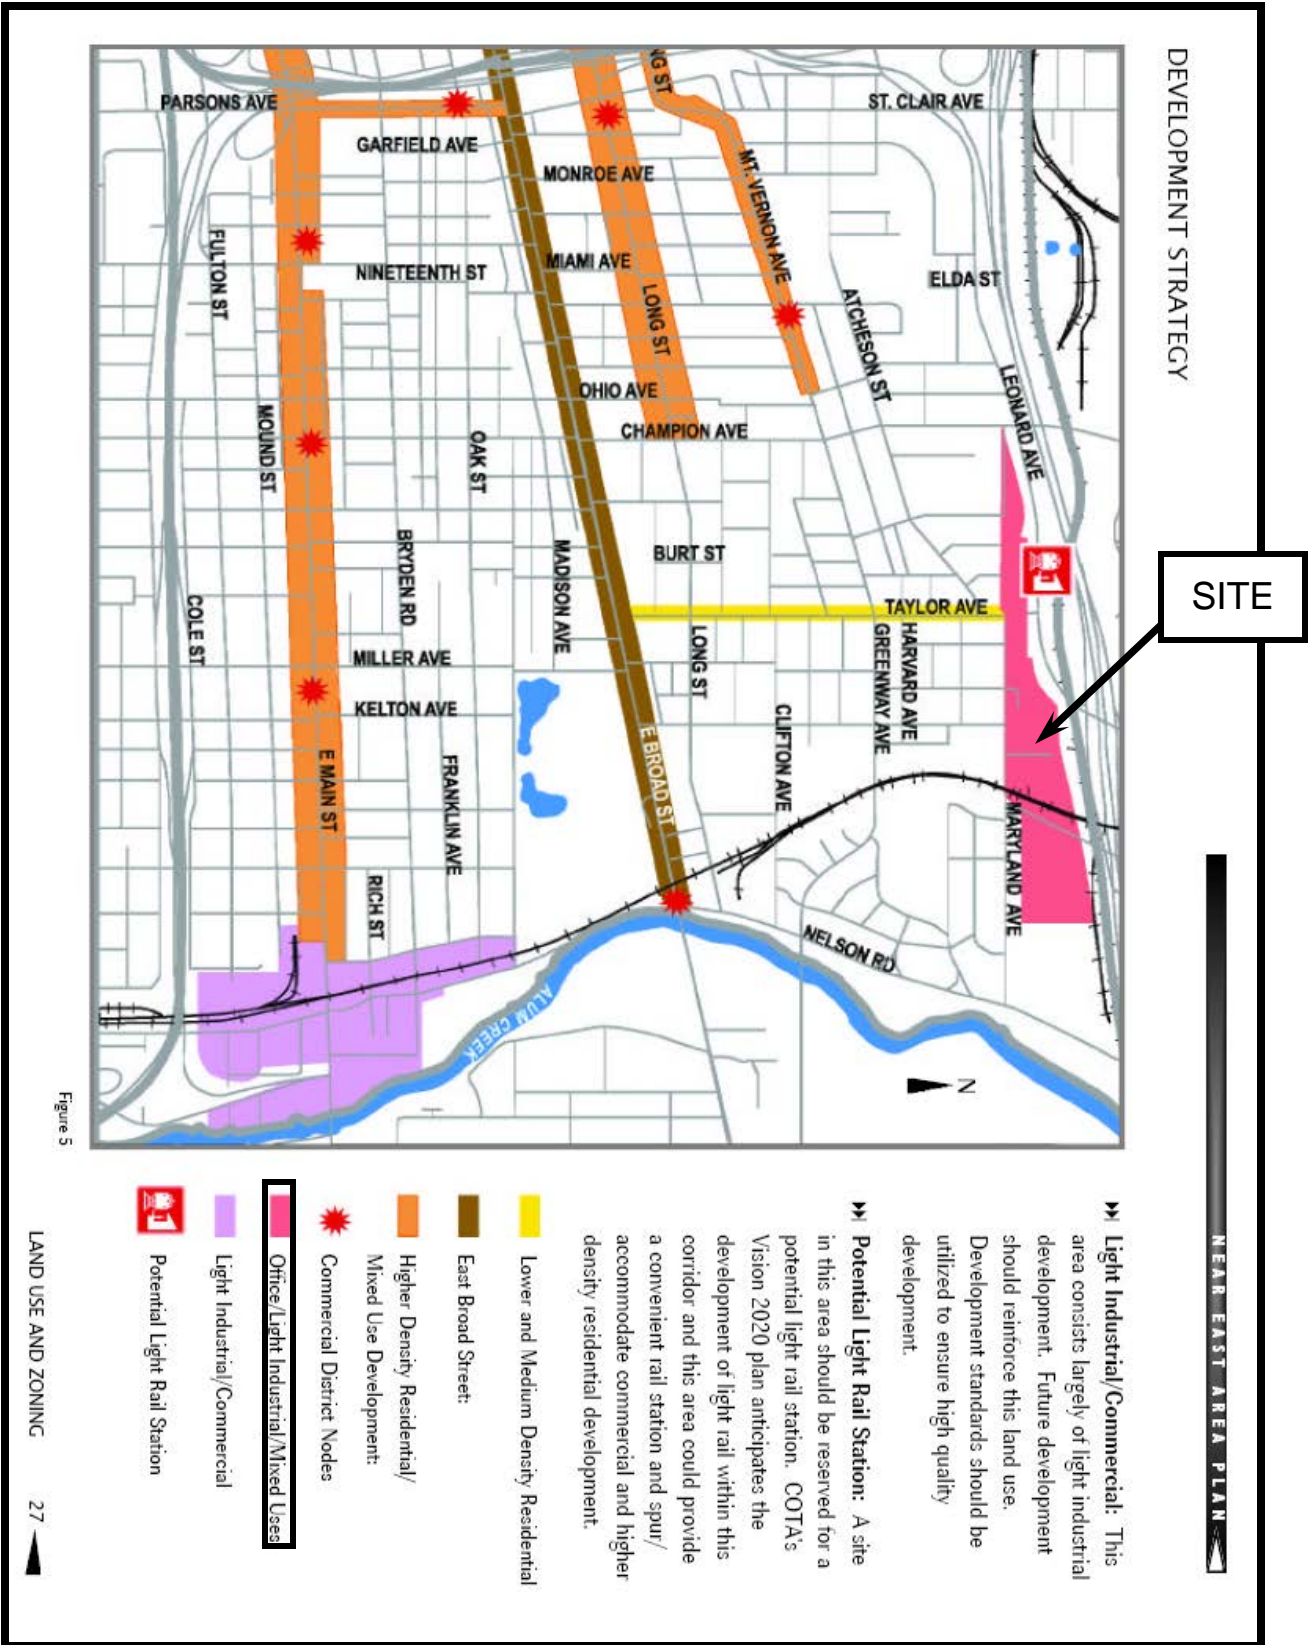 DEVELOPMENT STRATEGY
SITE
PARSONS AVE
ST. CLAIR AVE
NG ST
GARFIELD AVE
MONROE AVE
MT. VERNON AVE
FULTON ST
NINETEENTH ST
MIAMI AVE
LONG ST
ELDA ST
ATCHESON ST
OHIO AVE
LEONARD AVE
MOUND ST
OAK ST
CHAMPION AVE
BRYDEN RD
MADISON AVE
BURT ST
TAYLOR AVE
COLE ST
LONG ST
HARVARD AVE
GREENWAY AVE
MILLER AVE
KELTON AVE
CLIFTON AVE
E BROAD ST
E MAIN ST
FRANKLIN AVE
MARYLAND AVE
RICH ST
NELSON RD
ALUM CREEK
N
Figure 5
NEAR EAST AREA PLAN
Light Industrial/Commercial: This
area consists largely of light industrial
development. Future development
should reinforce this land use.
Development standards should be
utilized to ensure high quality
development.
Potential Light Rail Station: A site
in this area should be reserved for a
potential light rail station. COTA's
Vision 2020 plan anticipates the
development of light rail within this
corridor and this area could provide
a convenient rail station and spur/
accommodate commercial and higher
density residential development.
Lower and Medium Density Residential
East Broad Street:
Higher Density Residential/
Mixed Use Development:
Commercial District Nodes
Office/Light Industrial/Mixed Uses
Light Industrial/Commercial
Potential Light Rail Station
LAND USE AND ZONING 27